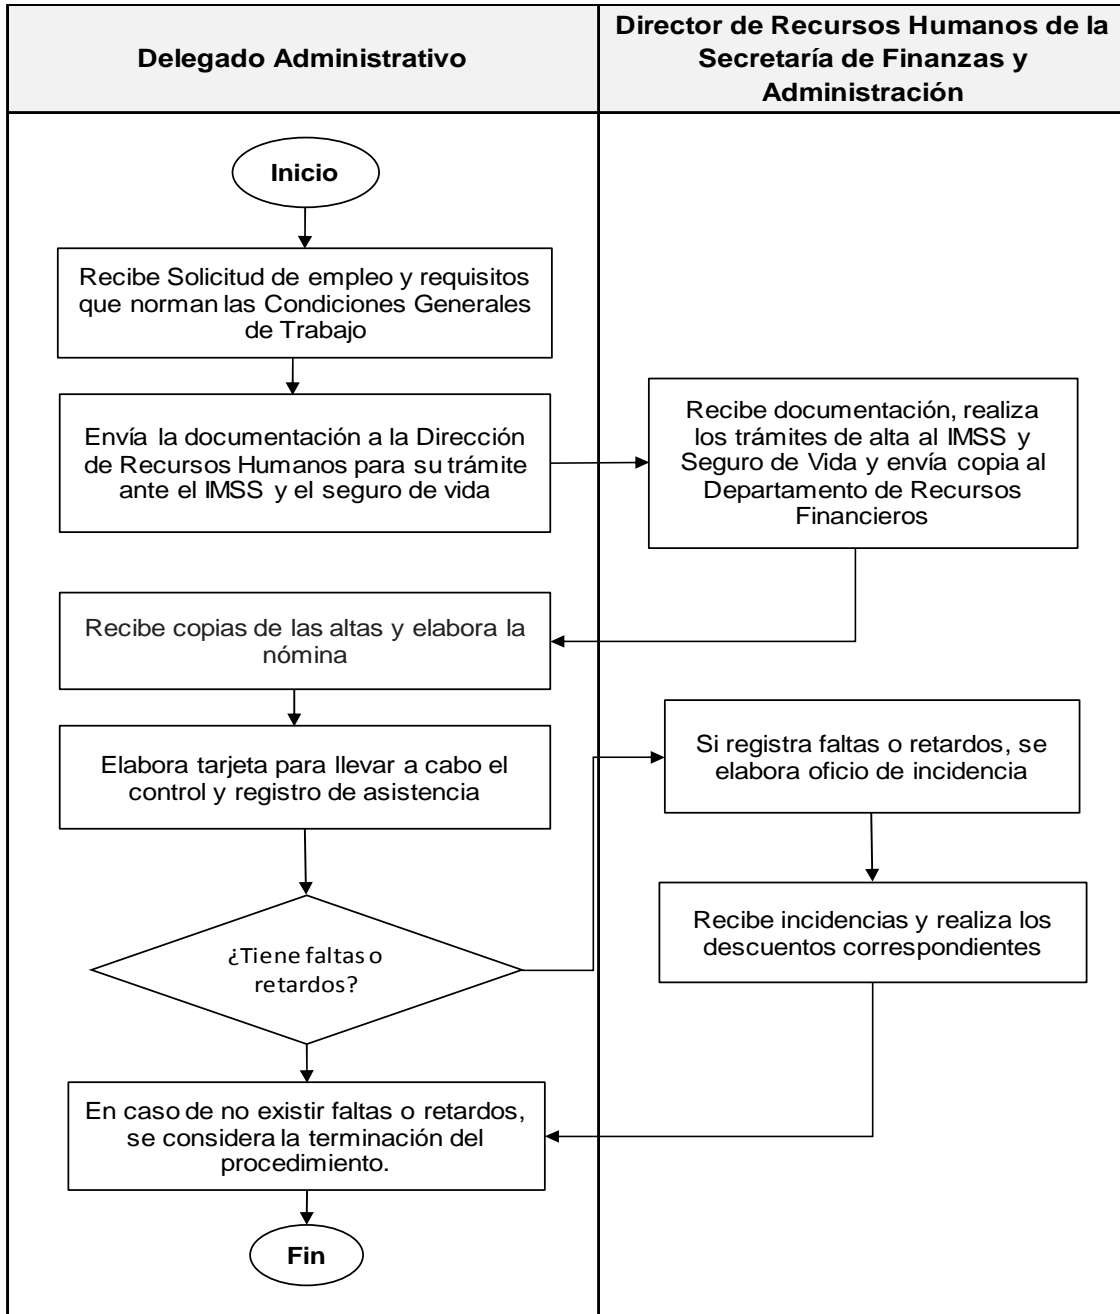 Delegado Administrativo
Director de Recursos Humanos de la
Secretaría de Finanzas y
Administración
Inicio
Recibe Solicitud de empleo y requisitos
que norman las Condiciones Generales
de Trabajo
Envía la documentación a la Dirección
de Recursos Humanos para su trámite
ante el IMSS y el seguro de vida
Recibe documentación, realiza
los trámites de alta al IMSS y
Seguro de Vida y envía copia al
Departamento de Recursos
Financieros
Recibe copias de las altas y elabora la
nómina
Elabora tarjeta para llevar a cabo el
control y registro de asistencia
¿Tiene faltas o
retardos?
Si registra faltas o retardos, se
elabora oficio de incidencia
Recibe incidencias y realiza los
descuentos correspondientes
En caso de no existir faltas o retardos,
se considera la terminación del
procedimiento.
Fin